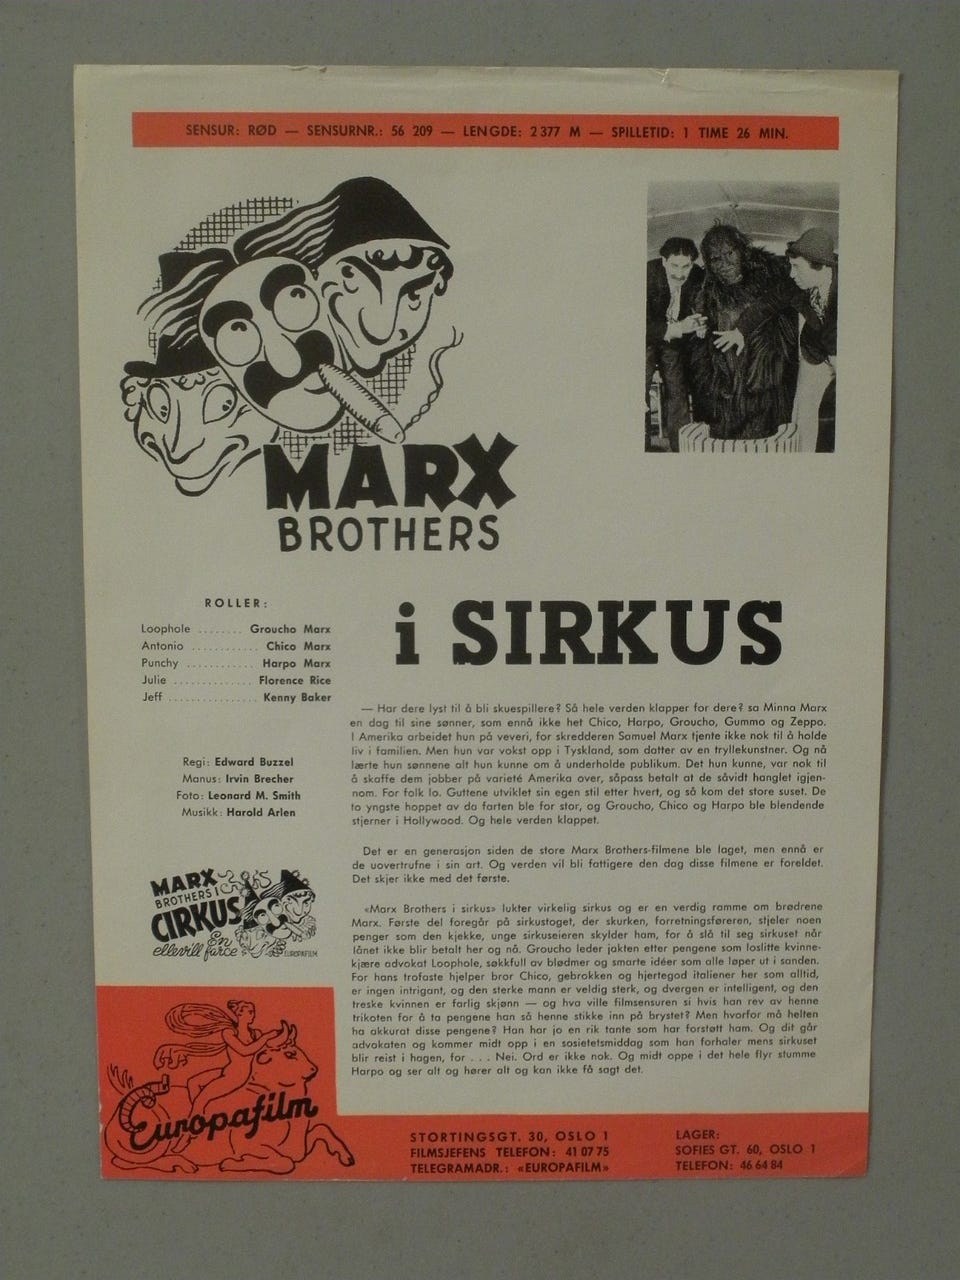 SENSUR: RØD — SENSURNR.: 56 209 — LENGDE: 2377 M — SPILLETID: 1 TIME 26 MIN.
MARX
BROTHERS
i SIRKUS
ROLLER:
Loophole ........ Groucho Marx
Antonio ............ Chico Marx
Punchy ............ Harpo Marx
Julie .............. Florence Rice
Jeff ................ Kenny Baker
Regi: Edward Buzzel
Manus: Irvin Brecher
Foto: Leonard M. Smith
Musikk: Harold Arlen
MARX
BROTHERS I
CIRKUS
En
ellevill farce
EUROPAFILM
— Har dere lyst til å bli skuespillere? Så hele verden klapper for dere? sa Minna Marx
en dag til sine sønner, som ennå ikke het Chico, Harpo, Groucho, Gummo og Zeppo.
I Amerika arbeidet hun på veveri, for skredderen Samuel Marx tjente ikke nok til å holde
liv i familien. Men hun var vokst opp i Tyskland, som datter av en tryllekunstner. Og nå
lærte hun sønnene alt hun kunne om å underholde publikum. Det hun kunne, var nok til
å skaffe dem jobber på varieté Amerika over, såpass betalt at de såvidt hanglet igjen-
nom. For folk lo. Guttene utviklet sin egen stil etter hvert, og så kom det store suset. De
to yngste hoppet av da farten ble for stor, og Groucho, Chico og Harpo ble blendende
stjerner i Hollywood. Og hele verden klappet.
Det er en generasjon siden de store Marx Brothers-filmene ble laget, men ennå er
de uovertrufne i sin art. Og verden vil bli fattigere den dag disse filmene er foreldet.
Det skjer ikke med det første.
«Marx Brothers i sirkus» lukter virkelig sirkus og er en verdig ramme om brødrene
Marx. Første del foregår på sirkustoget, der skurken, forretningsføreren, stjeler noen
penger som den kjekke, unge sirkuseieren skylder ham, for å slå til seg sirkuset når
lånet ikke blir betalt her og nå. Groucho leder jakten etter pengene som loslitte kvinne-
kjære advokat Loophole, søkkfull av blødmer og smarte idéer som alle løper ut i sanden.
For hans trofaste hjelper bror Chico, gebrokken og hjertegod italiener her som alltid,
er ingen intrigant, og den sterke mann er veldig sterk, og dvergen er intelligent, og den
treske kvinnen er farlig skjønn — og hva ville filmsensuren si hvis han rev av henne
trikoten for å ta pengene han så henne stikke inn på brystet? Men hvorfor må helten
ha akkurat disse pengene? Han har jo en rik tante som har forstøtt ham. Og dit går
advokaten og kommer midt opp i en sosietetsmiddag som han forhaler mens sirkuset
blir reist i hagen, for . . . Nei. Ord er ikke nok. Og midt oppe i det hele flyr stumme
Harpo og ser alt og hører alt og kan ikke få sagt det.
Europafilm
STORTINGSGT. 30, OSLO 1
FILMSJEFENS TELEFON: 41 07 75
TELEGRAMADR.: «EUROPAFILM»
LAGER:
SOFIES GT. 60, OSLO 1
TELEFON: 46 64 84